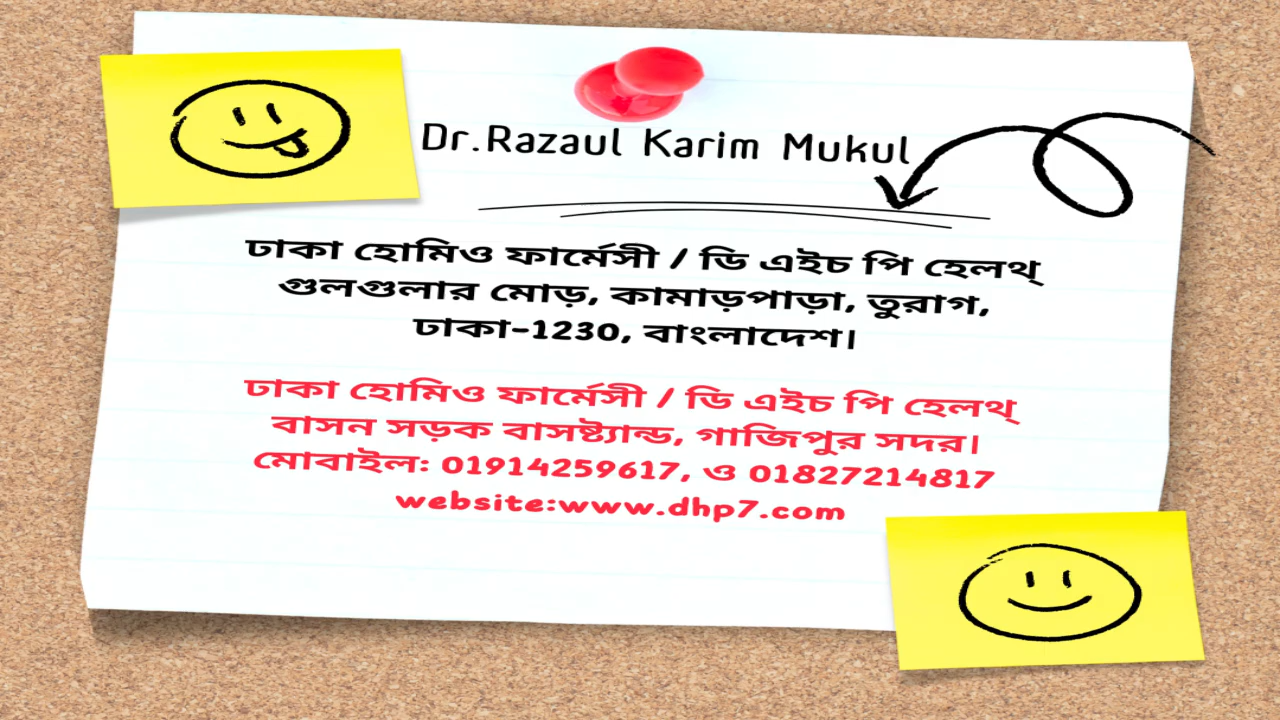 Dr.Razaul Karim Mukul
ঢাকা হোমিও ফার্মেসী / ডি এইচ পি হেলথ্
গুলগুলার মোড়, কামাড়পাড়া, তুরাগ,
ঢাকা-1230, বাংলাদেশ।
ঢাকা হোমিও ফার্মেসী / ডি এইচ পি হেলথ্
বাসন সড়ক বাসষ্ট্যান্ড, গাজিপুর সদর।
মোবাইল: 01914259617, ও 01827214817
website:www.dhp7.com